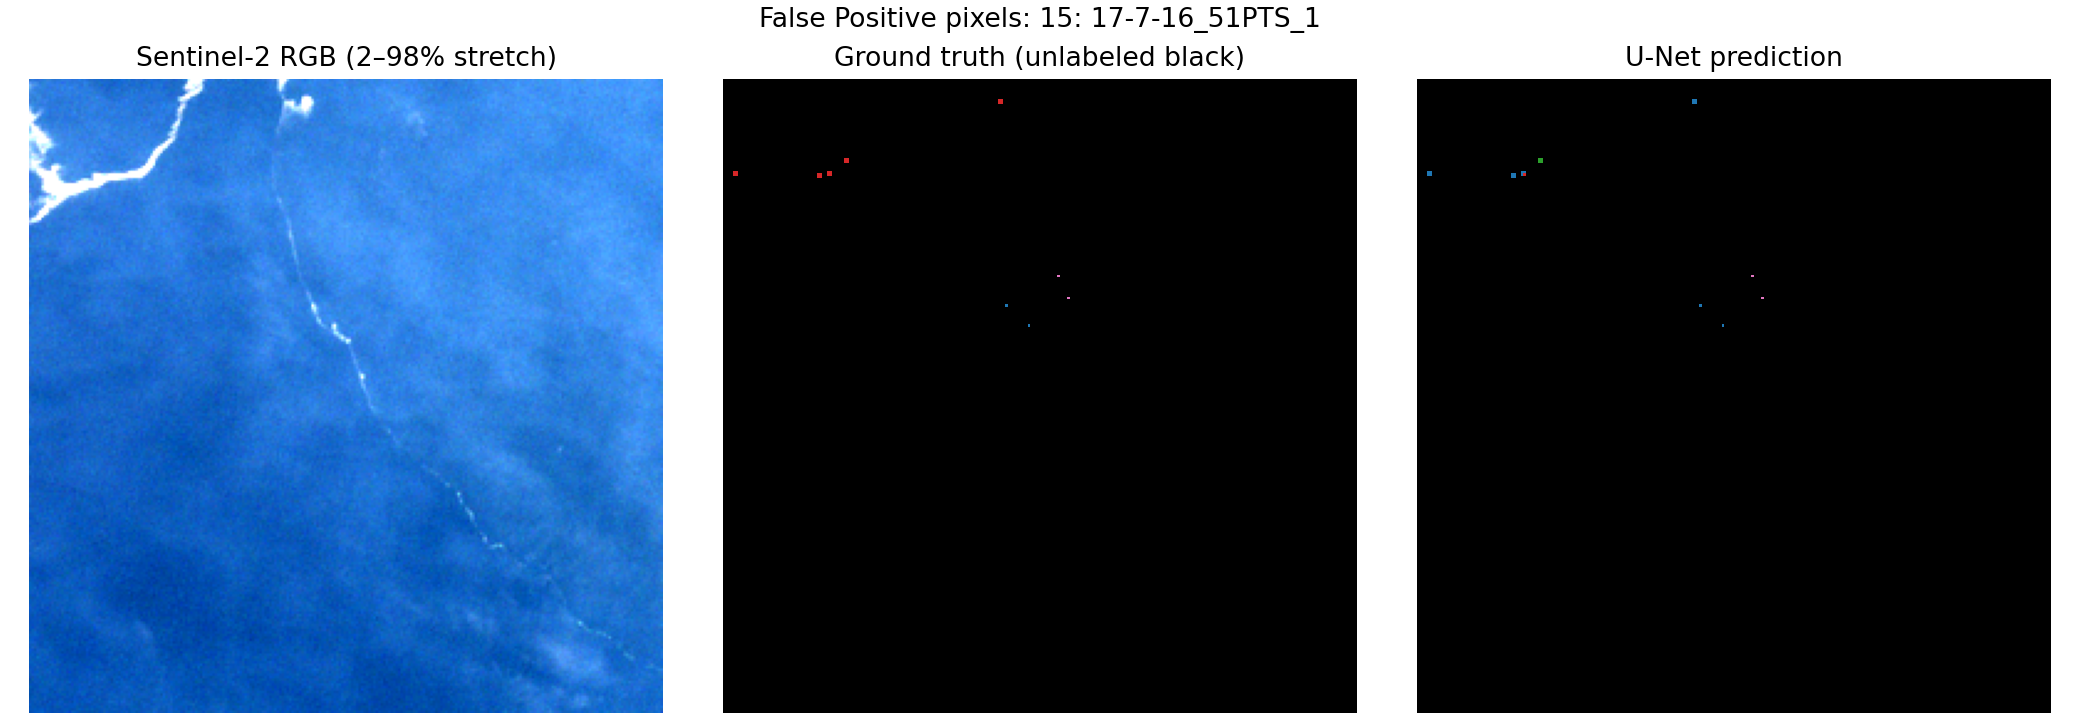 False Positive pixels: 15: 17-7-16_51PTS_1
Sentinel-2 RGB (2–98% stretch)
Ground truth (unlabeled black)
U-Net prediction